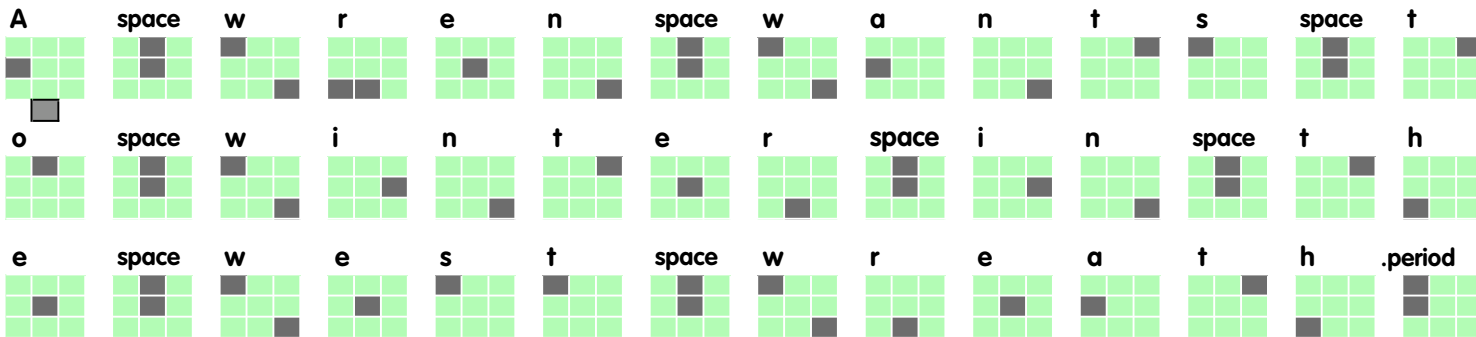 A space w r e n space w a n t s space t
o space w i n t e r space i n space t h
e space w e s t space w r e a t h .period